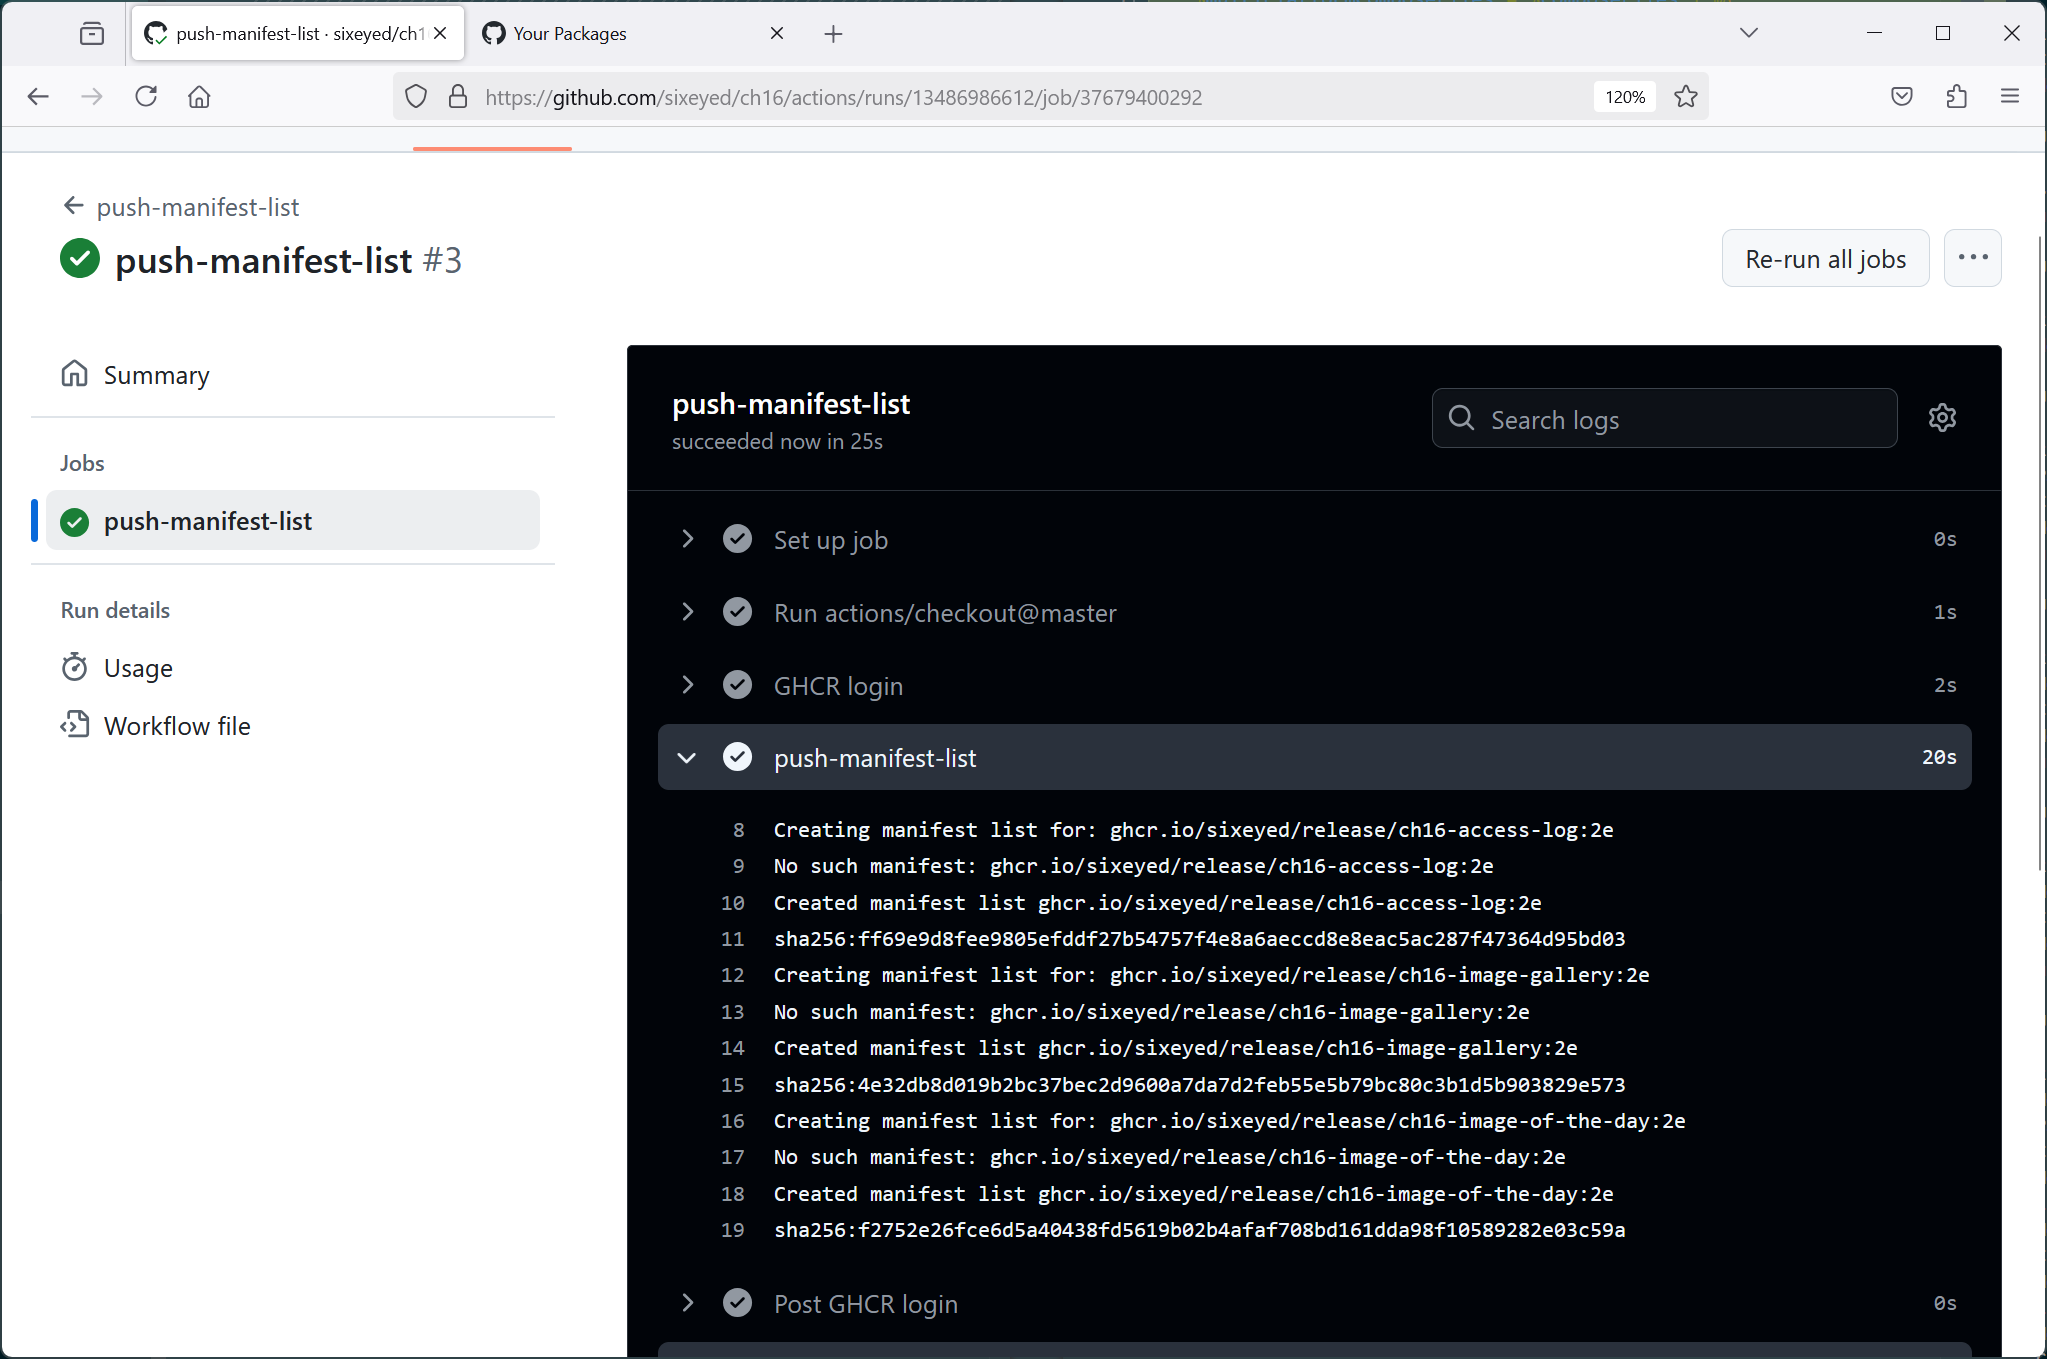 push-manifest-list · sixeyed/ch1
Your Packages
https://github.com/sixeyed/ch16/actions/runs/13486986612/job/37679400292
120%
push-manifest-list
push-manifest-list #3
Re-run all jobs
Summary
Jobs
push-manifest-list
Run details
Usage
Workflow file
push-manifest-list
succeeded now in 25s
Search logs
Set up job 0s
Run actions/checkout@master 1s
GHCR login 2s
push-manifest-list 20s
8 Creating manifest list for: ghcr.io/sixeyed/release/ch16-access-log:2e
9 No such manifest: ghcr.io/sixeyed/release/ch16-access-log:2e
10 Created manifest list ghcr.io/sixeyed/release/ch16-access-log:2e
11 sha256:ff69e9d8fee9805efddf27b54757f4e8a6aeccd8e8eac5ac287f47364d95bd03
12 Creating manifest list for: ghcr.io/sixeyed/release/ch16-image-gallery:2e
13 No such manifest: ghcr.io/sixeyed/release/ch16-image-gallery:2e
14 Created manifest list ghcr.io/sixeyed/release/ch16-image-gallery:2e
15 sha256:4e32db8d019b2bc37bec2d9600a7da7d2feb55e5b79bc80c3b1d5b903829e573
16 Creating manifest list for: ghcr.io/sixeyed/release/ch16-image-of-the-day:2e
17 No such manifest: ghcr.io/sixeyed/release/ch16-image-of-the-day:2e
18 Created manifest list ghcr.io/sixeyed/release/ch16-image-of-the-day:2e
19 sha256:f2752e26fce6d5a40438fd5619b02b4afaf708bd161dda98f10589282e03c59a
Post GHCR login 0s